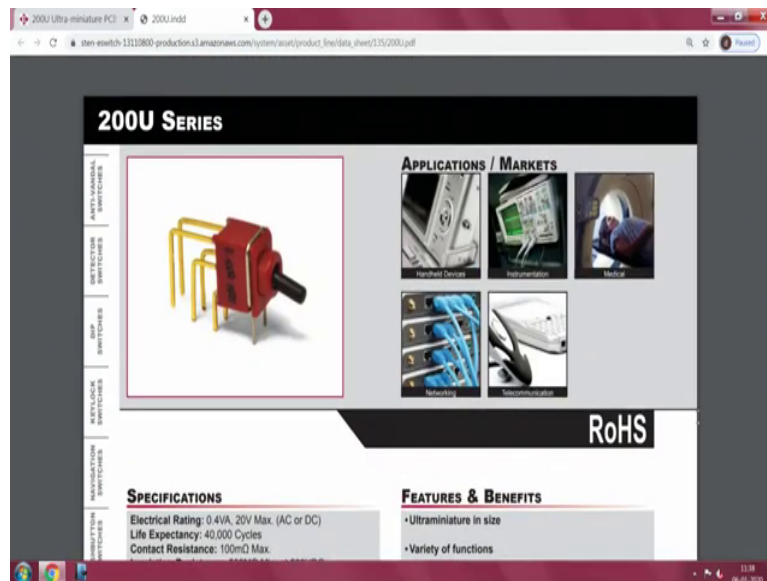 200U Ultra-miniature PCB
200U.indd
sten-eswitch-13110800-production.s3.amazonaws.com/system/asset/product_line/data_sheet/135/200U.pdf
Paused
200U SERIES
ANTI-VANDAL
SWITCHES
DETECTOR
SWITCHES
DIP
SWITCHES
KEYLOCK
SWITCHES
NAVIGATION
SWITCHES
SHBUTTON
WITCHES
APPLICATIONS / MARKETS
Handheld Devices
Instrumentation
Medical
Networking
Telecommunication
RoHS
SPECIFICATIONS
Electrical Rating: 0.4VA, 20V Max. (AC or DC)
Life Expectancy: 40,000 Cycles
Contact Resistance: 100mΩ Max.
FEATURES & BENEFITS
•Ultraminiature in size
•Variety of functions
11:38